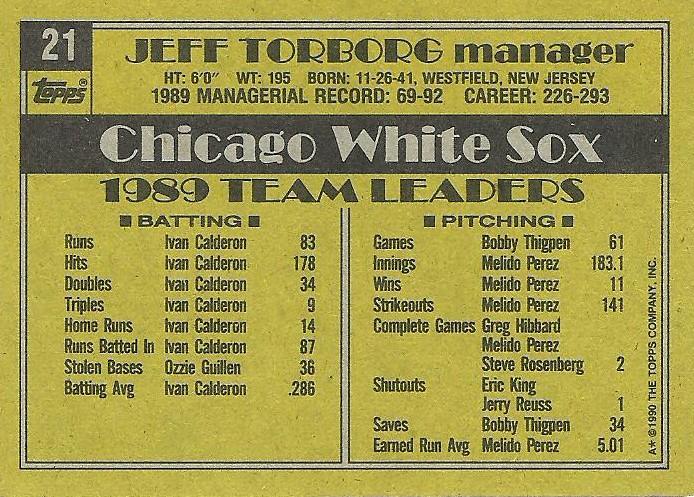 21
topps®
JEFF TORBORG manager
HT: 6'0" WT: 195 BORN: 11-26-41, WESTFIELD, NEW JERSEY
1989 MANAGERIAL RECORD: 69-92 CAREER: 226-293
Chicago White Sox
1989 TEAM LEADERS
BATTING
Runs Ivan Calderon 83
Hits Ivan Calderon 178
Doubles Ivan Calderon 34
Triples Ivan Calderon 9
Home Runs Ivan Calderon 14
Runs Batted In Ivan Calderon 87
Stolen Bases Ozzie Guillen 36
Batting Avg Ivan Calderon .286
PITCHING
Games Bobby Thigpen 61
Innings Melido Perez 183.1
Wins Melido Perez 11
Strikeouts Melido Perez 141
Complete Games Greg Hibbard
Melido Perez
Steve Rosenberg 2
Shutouts Eric King
Jerry Reuss 1
Saves Bobby Thigpen 34
Earned Run Avg Melido Perez 5.01
A* ©1990 THE TOPPS COMPANY, INC.